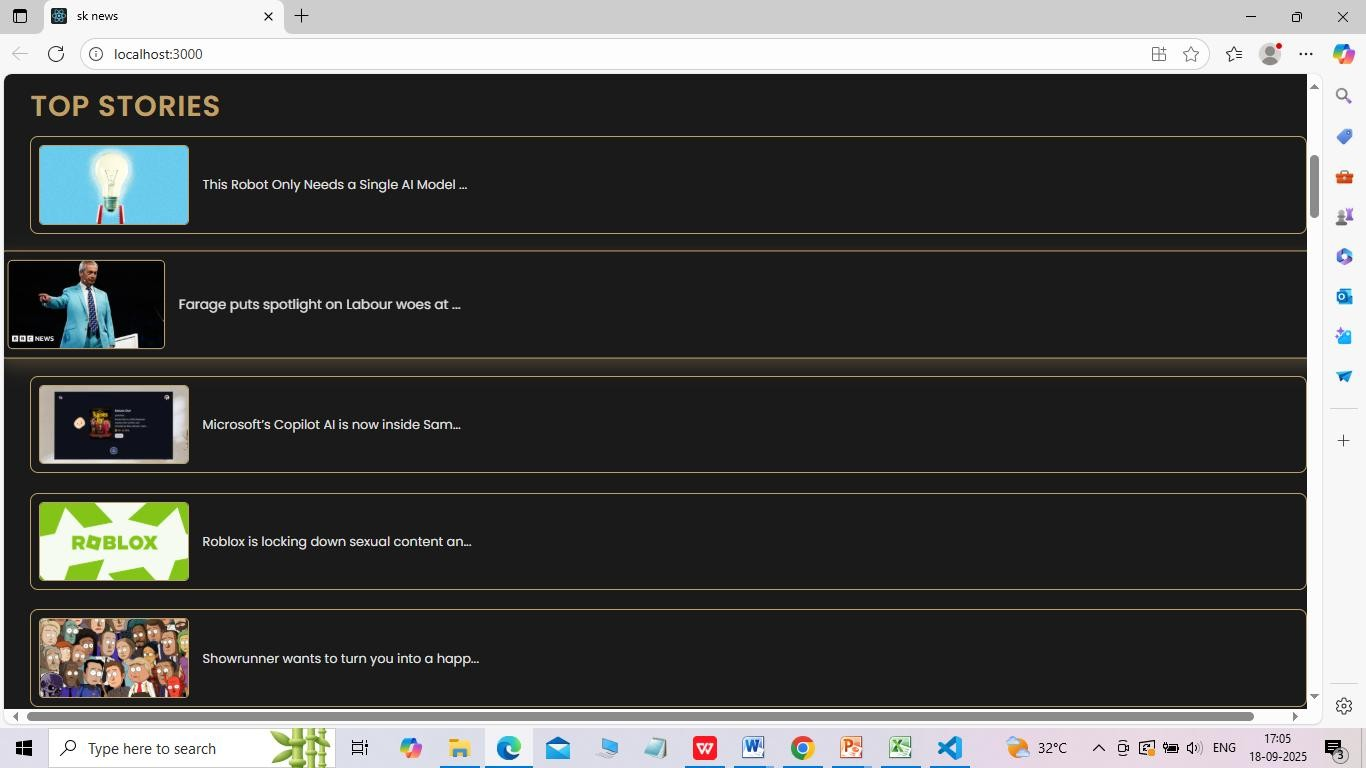 sk news
localhost:3000
TOP STORIES
This Robot Only Needs a Single AI Model ...
Farage puts spotlight on Labour woes at ...
BBC NEWS
Microsoft’s Copilot AI is now inside Sam...
ROBLOX
Roblox is locking down sexual content an...
Showrunner wants to turn you into a happ...
Type here to search
32°C
ENG
17:05
18-09-2025
3